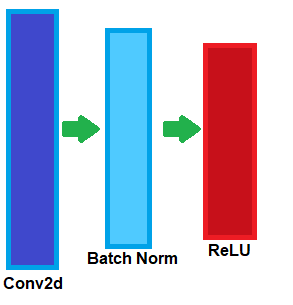 Conv2d
Batch Norm
ReLU